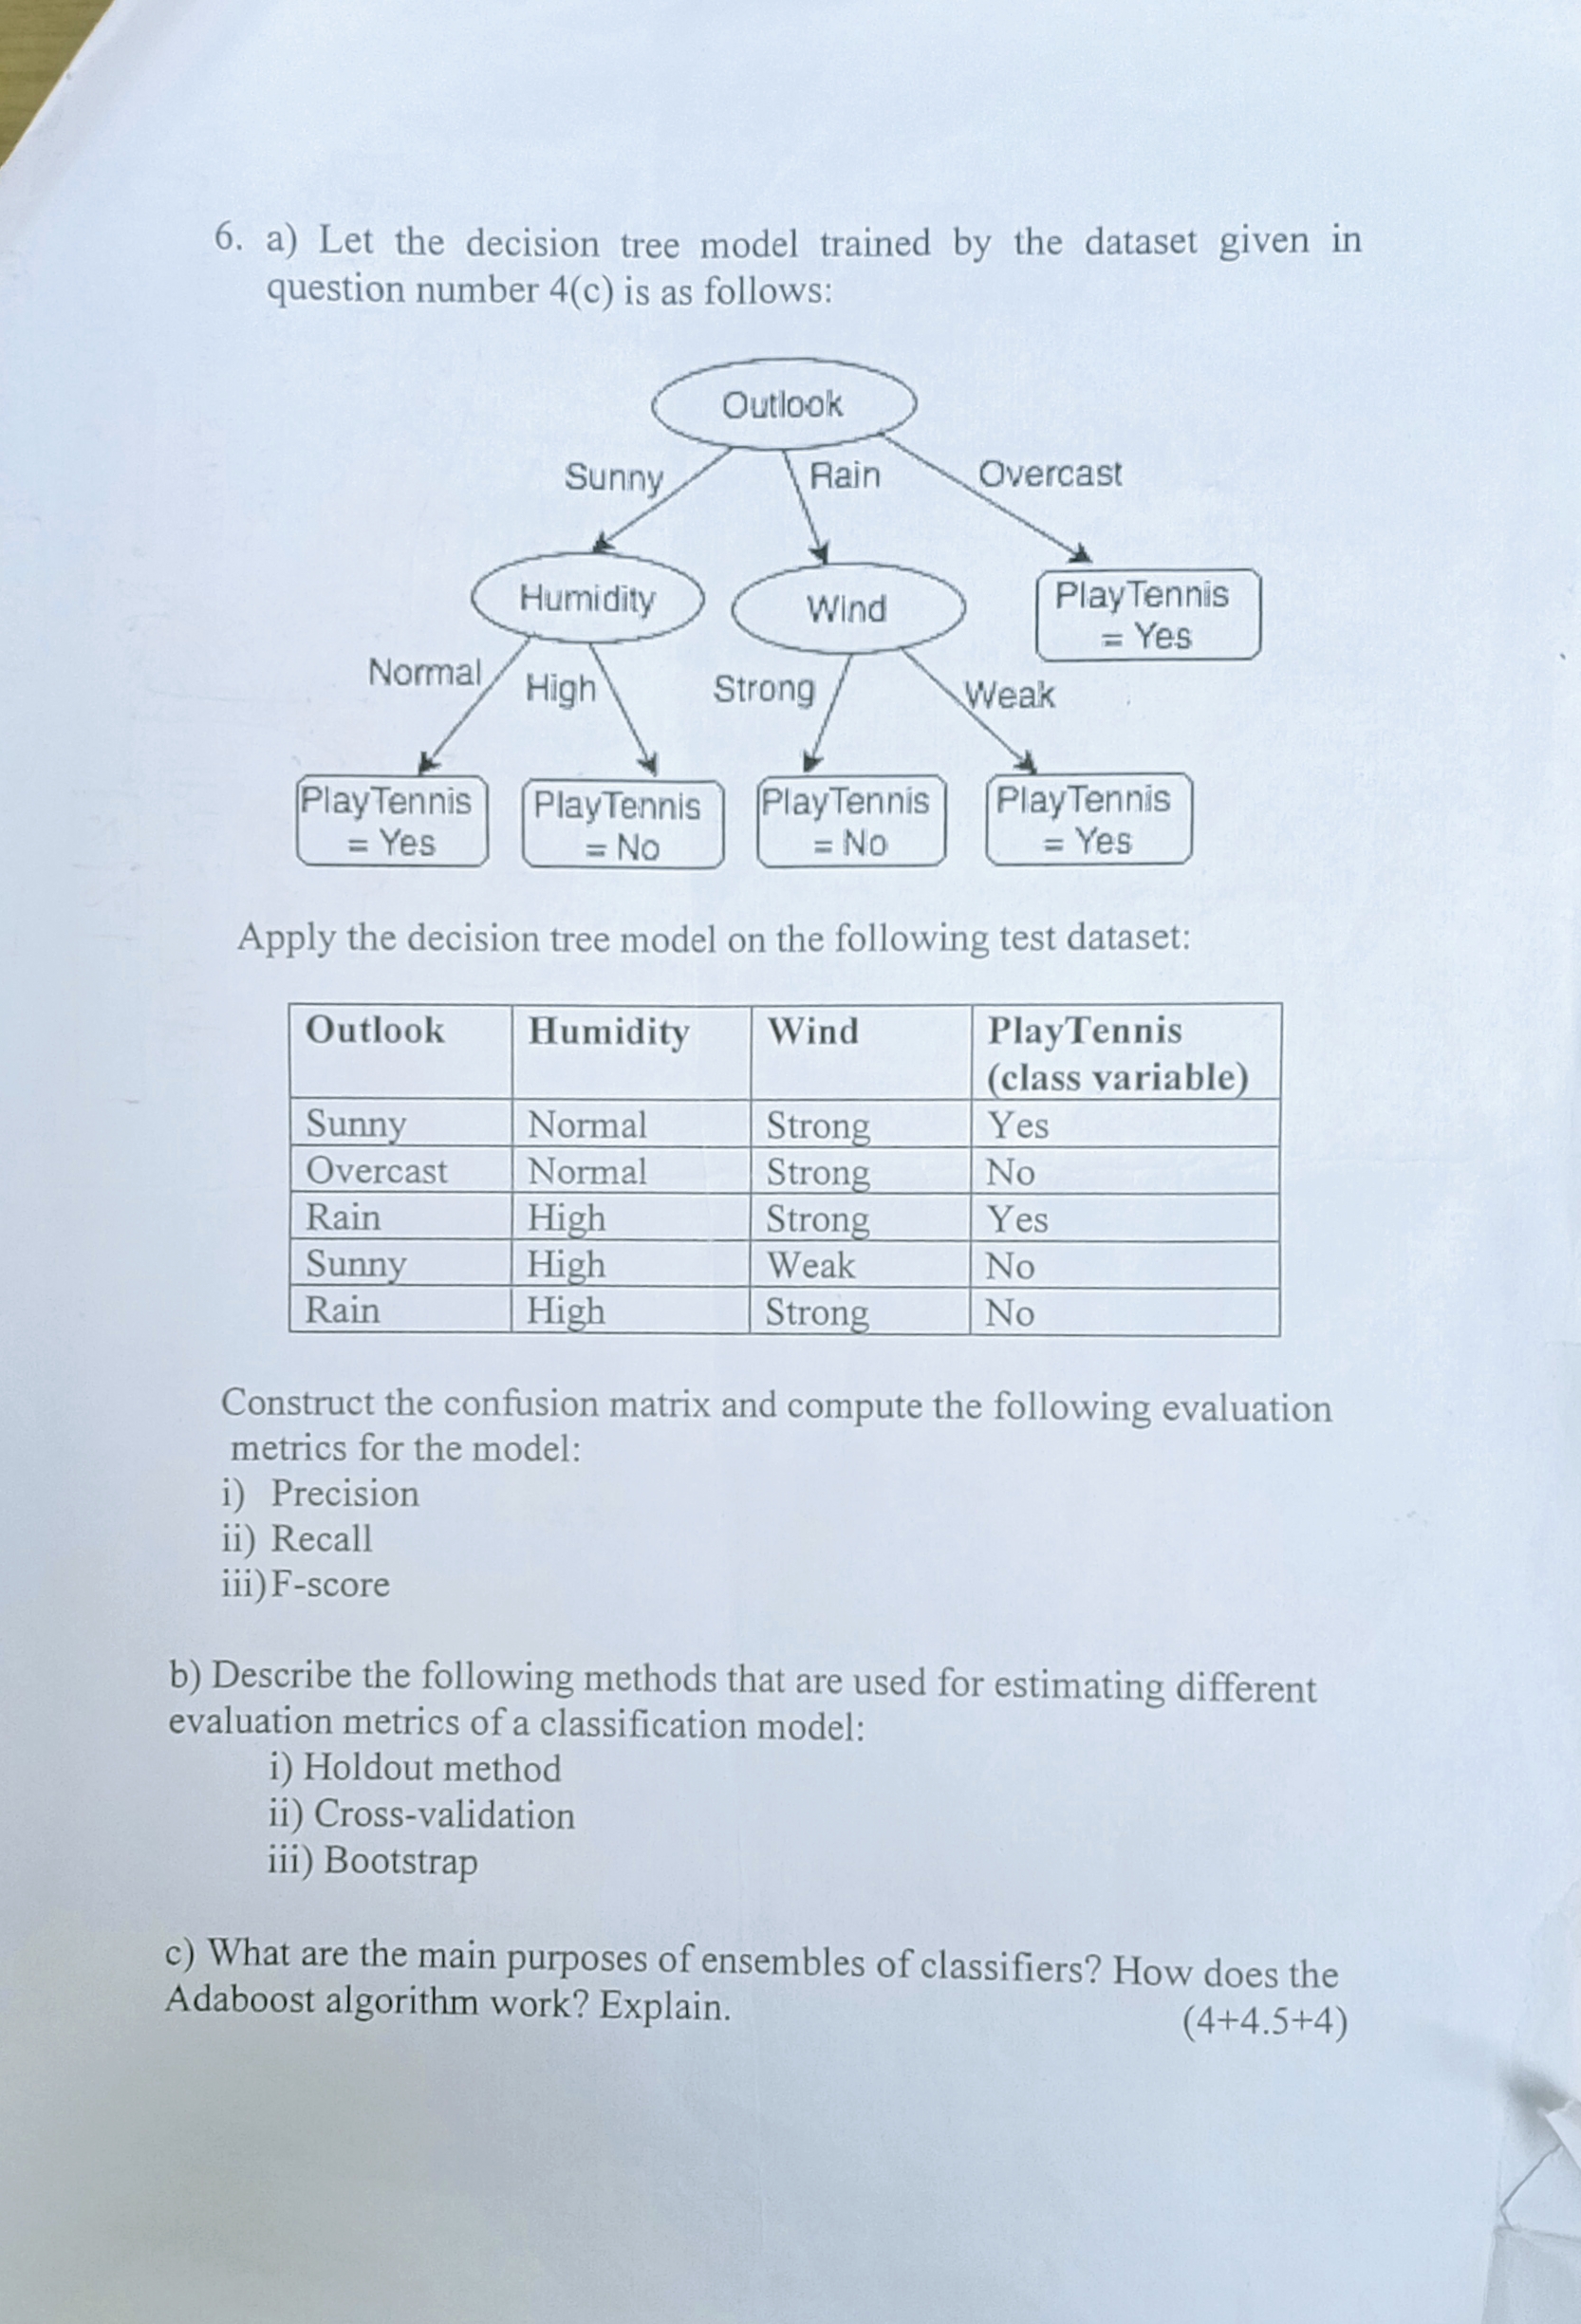 6. a) Let the decision tree model trained by the dataset given in
question number 4(c) is as follows:
Outlook
Sunny
Rain
Overcast
Humidity
Wind
PlayTennis
= Yes
Normal
High
Strong
Weak
PlayTennis
= Yes
PlayTennis
= No
PlayTennis
= No
PlayTennis
= Yes
Apply the decision tree model on the following test dataset:
Outlook Humidity Wind PlayTennis
(class variable)
Sunny Normal Strong Yes
Overcast Normal Strong No
Rain High Strong Yes
Sunny High Weak No
Rain High Strong No
Construct the confusion matrix and compute the following evaluation
metrics for the model:
i) Precision
ii) Recall
iii) F-score
b) Describe the following methods that are used for estimating different
evaluation metrics of a classification model:
i) Holdout method
ii) Cross-validation
iii) Bootstrap
c) What are the main purposes of ensembles of classifiers? How does the
Adaboost algorithm work? Explain.
(4+4.5+4)